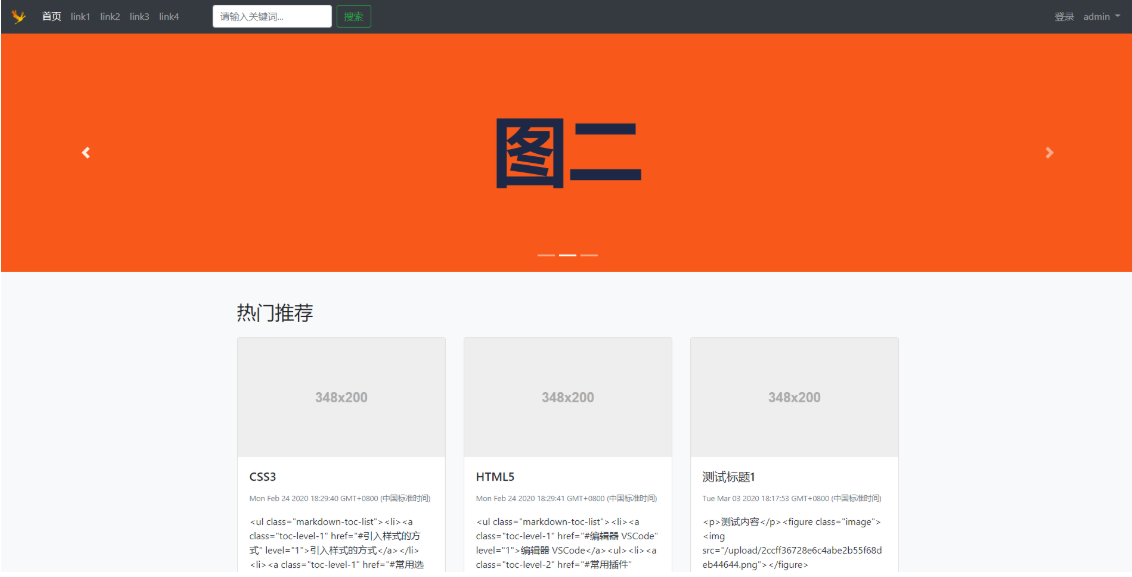 首页 link1 link2 link3 link4 请输入关键词... 搜索 登录 admin
图二
热门推荐
348x200 348x200 348x200
CSS3
Mon Feb 24 2020 18:29:40 GMT+0800 (中国标准时间)
<ul class="markdown-toc-list"><li><a
class="toc-level-1" href="#引入样式的方
式" level="1">引入样式的方式</a></li>
<li><a class="toc-level-1" href="#常用选
HTML5
Mon Feb 24 2020 18:29:41 GMT+0800 (中国标准时间)
<ul class="markdown-toc-list"><li><a
class="toc-level-1" href="#编辑器 VSCode"
level="1">编辑器 VSCode</a><ul><li><a
class="toc-level-2" href="#常用插件"
测试标题1
Tue Mar 03 2020 18:17:53 GMT+0800 (中国标准时间)
<p>测试内容</p><figure class="image">
<img
src="/upload/2ccff36728e6c4abe2b55f68d
eb44644.png"></figure>